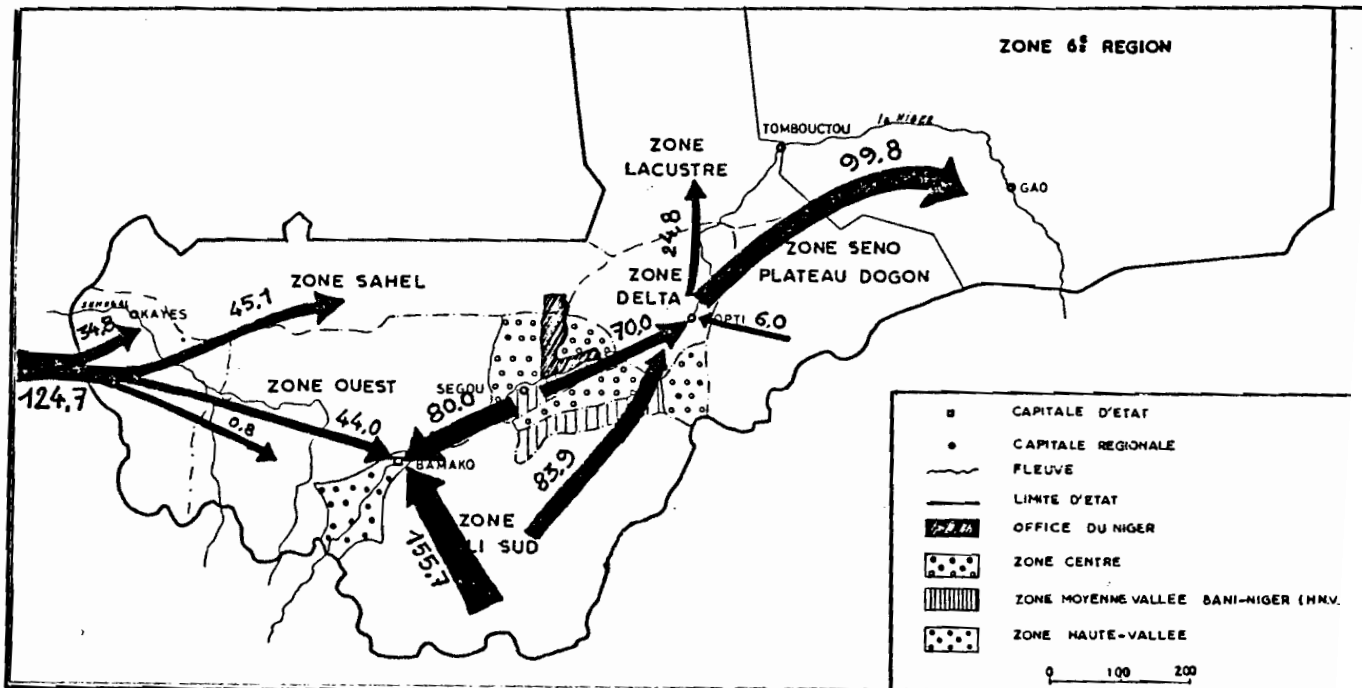 ZONE 6e REGION
le NIGER
TOMBOUCTOU
ZONE
LACUSTRE
99.8
GAO
24,8
ZONE SENO
PLATEAU DOGON
ZONE
DELTA
ZONE SAHEL
SENEGAL
KAYES
45.1
34,8
OPTI
70,0
6.0
124,7
ZONE OUEST
SEGOU
80.0
44,0
0.8
BAMAKO
83,9
ZONE
LI SUD
155,7
CAPITALE D'ETAT
CAPITALE REGIONALE
FLEUVE
LIMITE D'ETAT
OFFICE DU NIGER
ZONE CENTRE
ZONE MOYENNE VALLEE BANI-NIGER (H.N.V.
ZONE HAUTE-VALLEE
0 100 200